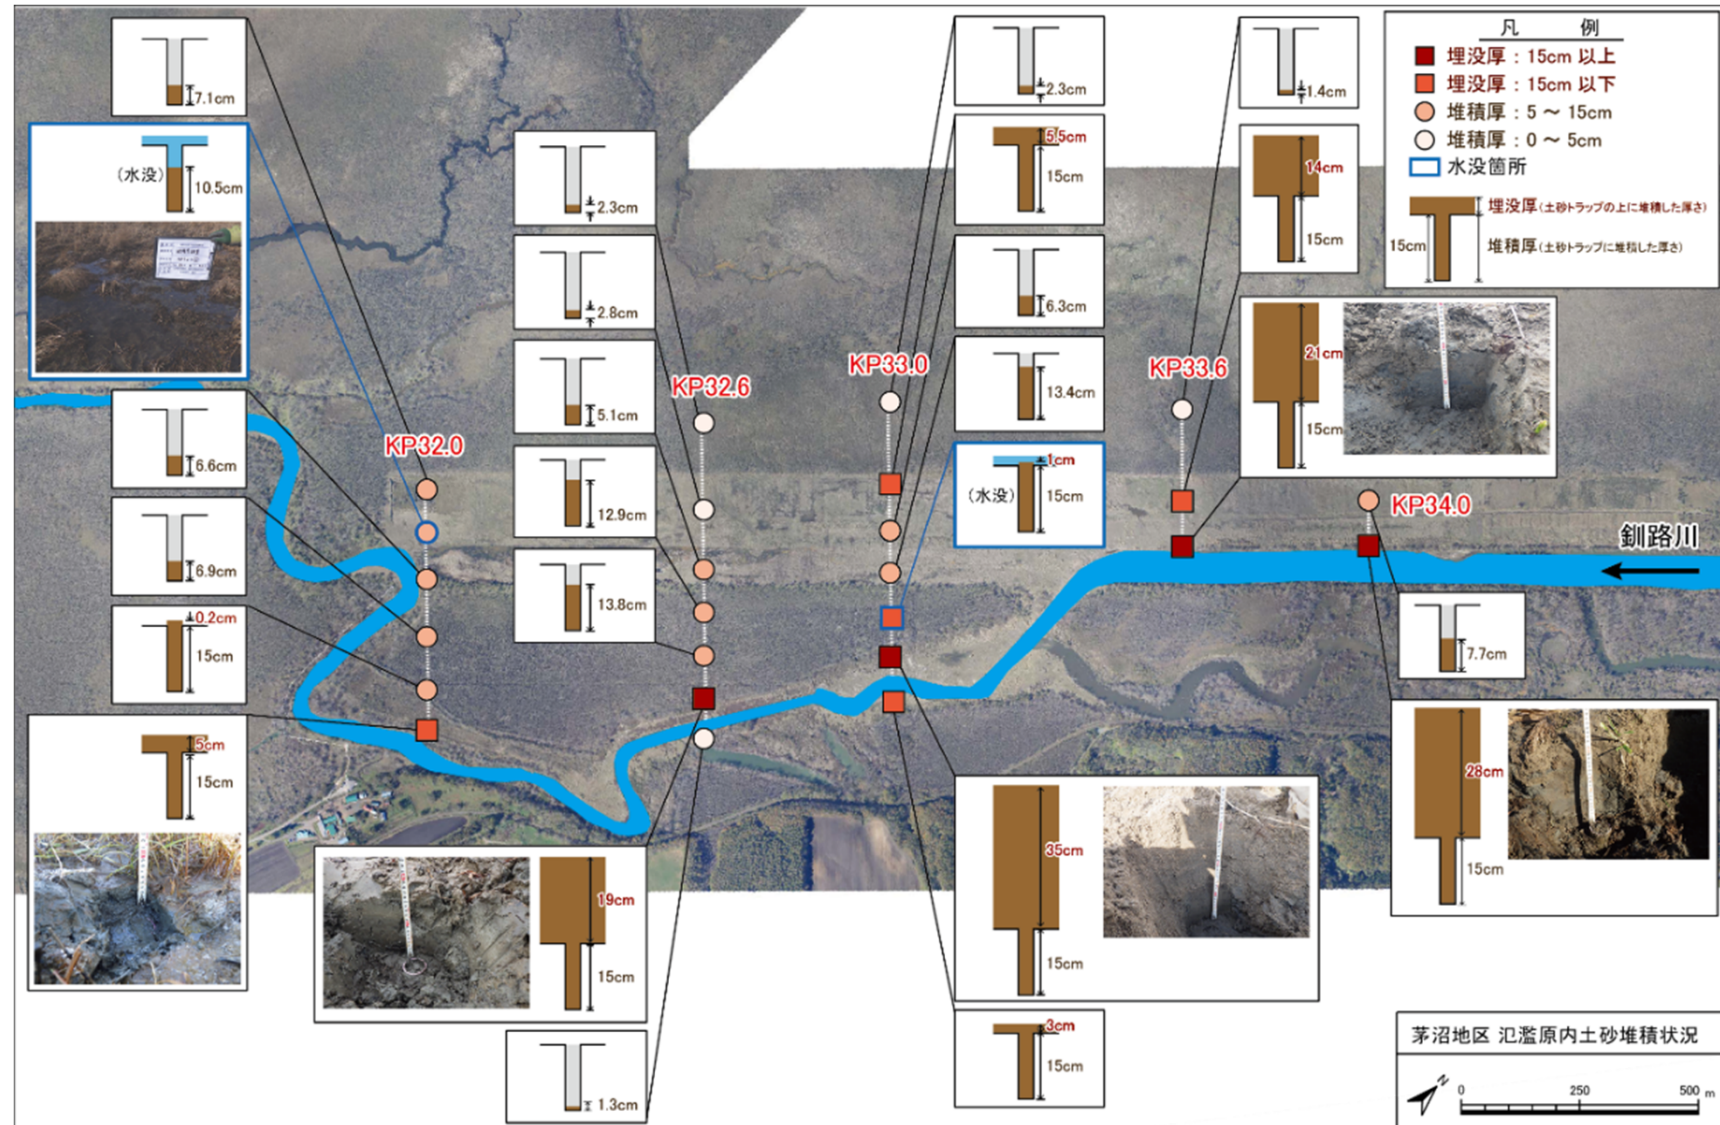 凡 例
埋没厚：15cm 以上
埋没厚：15cm 以下
堆積厚：5 ～ 15cm
堆積厚：0 ～ 5cm
水没箇所
埋没厚(土砂トラップの上に堆積した厚さ)
15cm
堆積厚(土砂トラップに堆積した厚さ)
7.1cm
(水没)
10.5cm
6.6cm
6.9cm
0.2cm
15cm
5cm
15cm
KP32.0
2.3cm
2.8cm
5.1cm
12.9cm
13.8cm
19cm
15cm
1.3cm
KP32.6
2.3cm
5.5cm
15cm
6.3cm
13.4cm
1cm
(水没)
15cm
35cm
15cm
3cm
15cm
KP33.0
1.4cm
14cm
15cm
21cm
15cm
KP33.6
KP34.0
7.7cm
28cm
15cm
釧路川
茅沼地区 氾濫原内土砂堆積状況
N
0 250 500 m